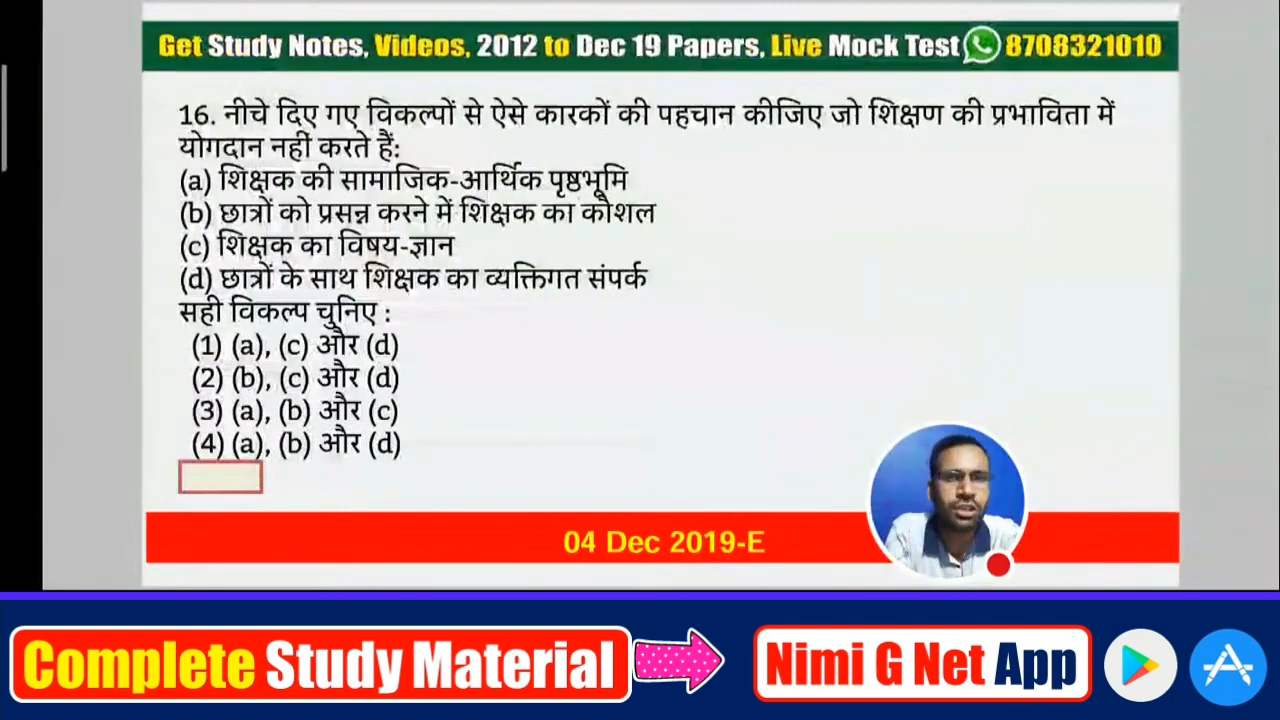 Get Study Notes, Videos, 2012 to Dec 19 Papers, Live Mock Test 8708321010
16. नीचे दिए गए विकल्पों से ऐसे कारकों की पहचान कीजिए जो शिक्षण की प्रभाविता में
योगदान नहीं करते हैं:
(a) शिक्षक की सामाजिक-आर्थिक पृष्ठभूमि
(b) छात्रों को प्रसन्न करने में शिक्षक का कौशल
(c) शिक्षक का विषय-ज्ञान
(d) छात्रों के साथ शिक्षक का व्यक्तिगत संपर्क
सही विकल्प चुनिए :
(1) (a), (c) और (d)
(2) (b), (c) और (d)
(3) (a), (b) और (c)
(4) (a), (b) और (d)
04 Dec 2019-E
Complete Study Material Nimi G Net App